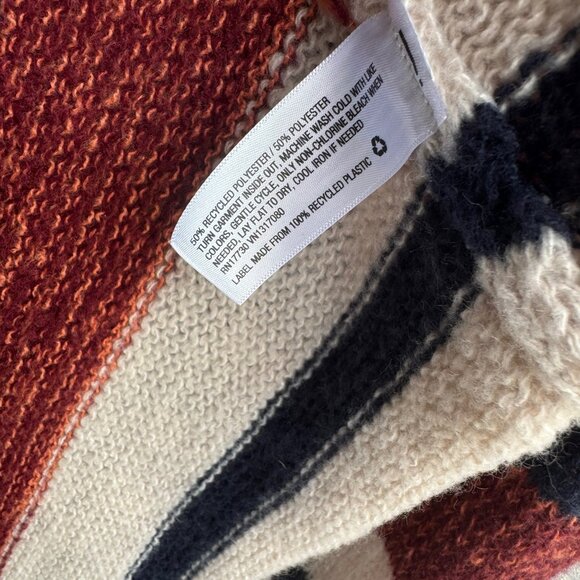 50% RECYCLED POLYESTER / 50% POLYESTER
TURN GARMENT INSIDE OUT, MACHINE WASH COLD WITH LIKE
COLORS, GENTLE CYCLE, ONLY NON-CHLORINE BLEACH WHEN
NEEDED, LAY FLAT TO DRY, COOL IRON IF NEEDED
RN17730 VN1317080
LABEL MADE FROM 100% RECYCLED PLASTIC